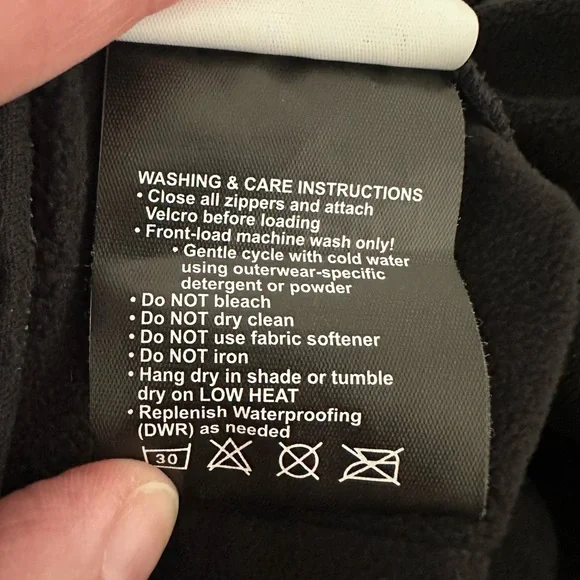 WASHING & CARE INSTRUCTIONS
• Close all zippers and attach
Velcro before loading
• Front-load machine wash only!
• Gentle cycle with cold water
using outerwear-specific
detergent or powder
• Do NOT bleach
• Do NOT dry clean
• Do NOT use fabric softener
• Do NOT iron
• Hang dry in shade or tumble
dry on LOW HEAT
• Replenish Waterproofing
(DWR) as needed
30